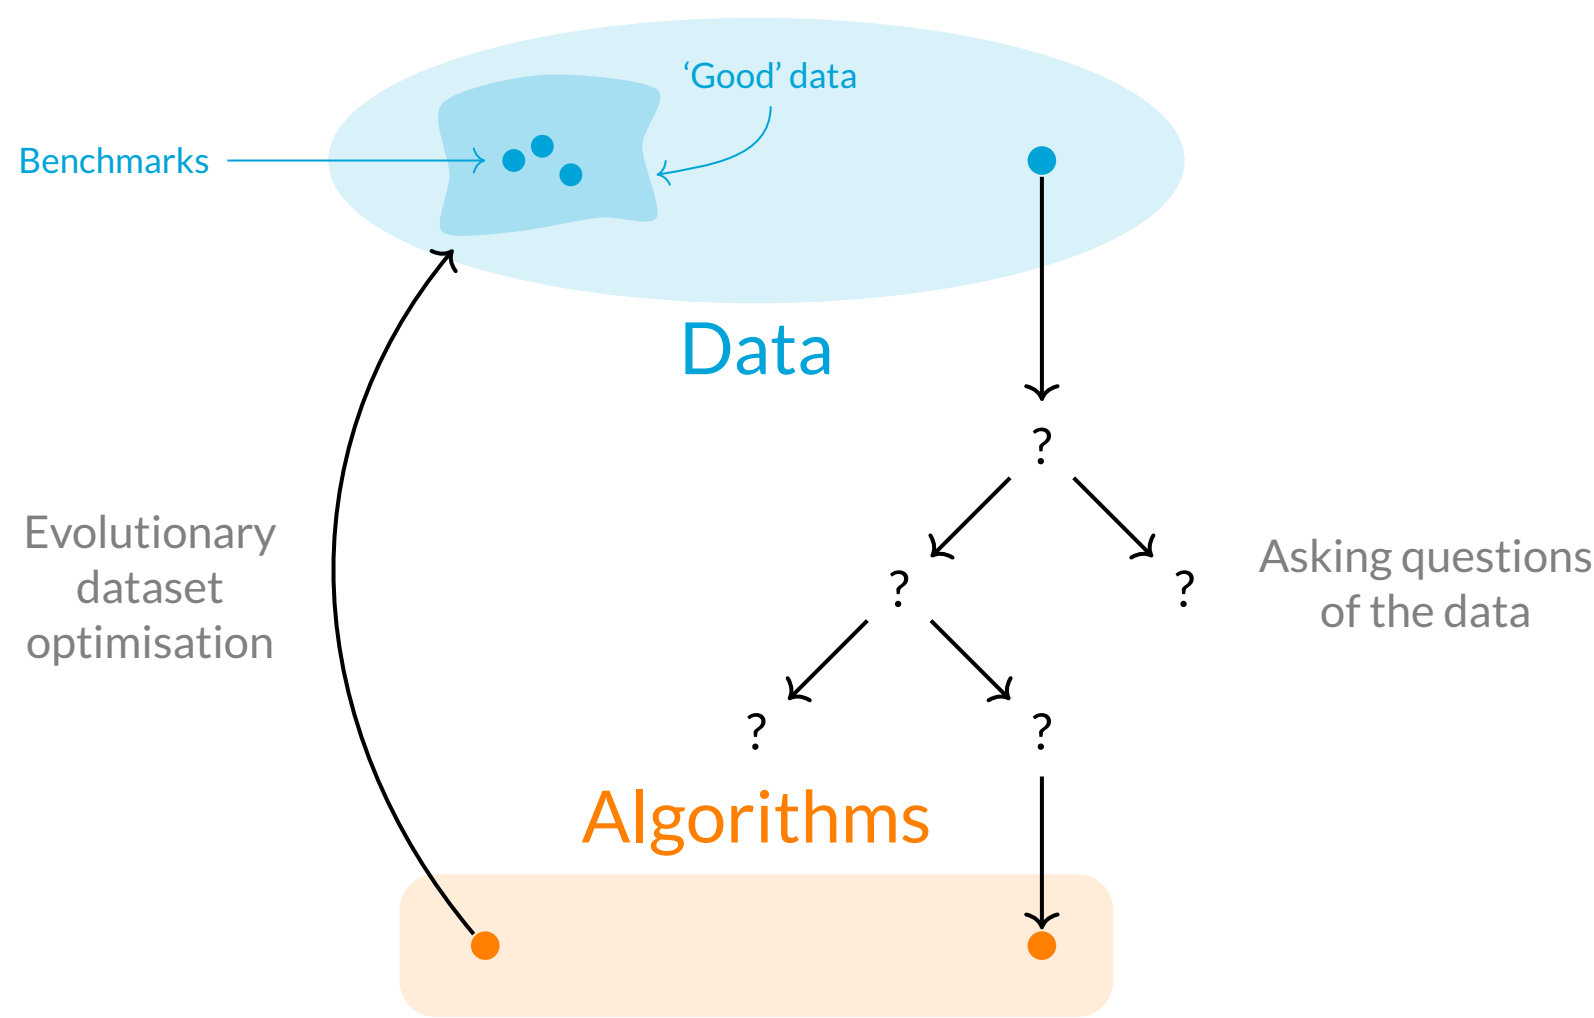 ‘Good’ data
Benchmarks
Data
?
Evolutionary
dataset
optimisation
?
?
Asking questions
of the data
?
?
Algorithms